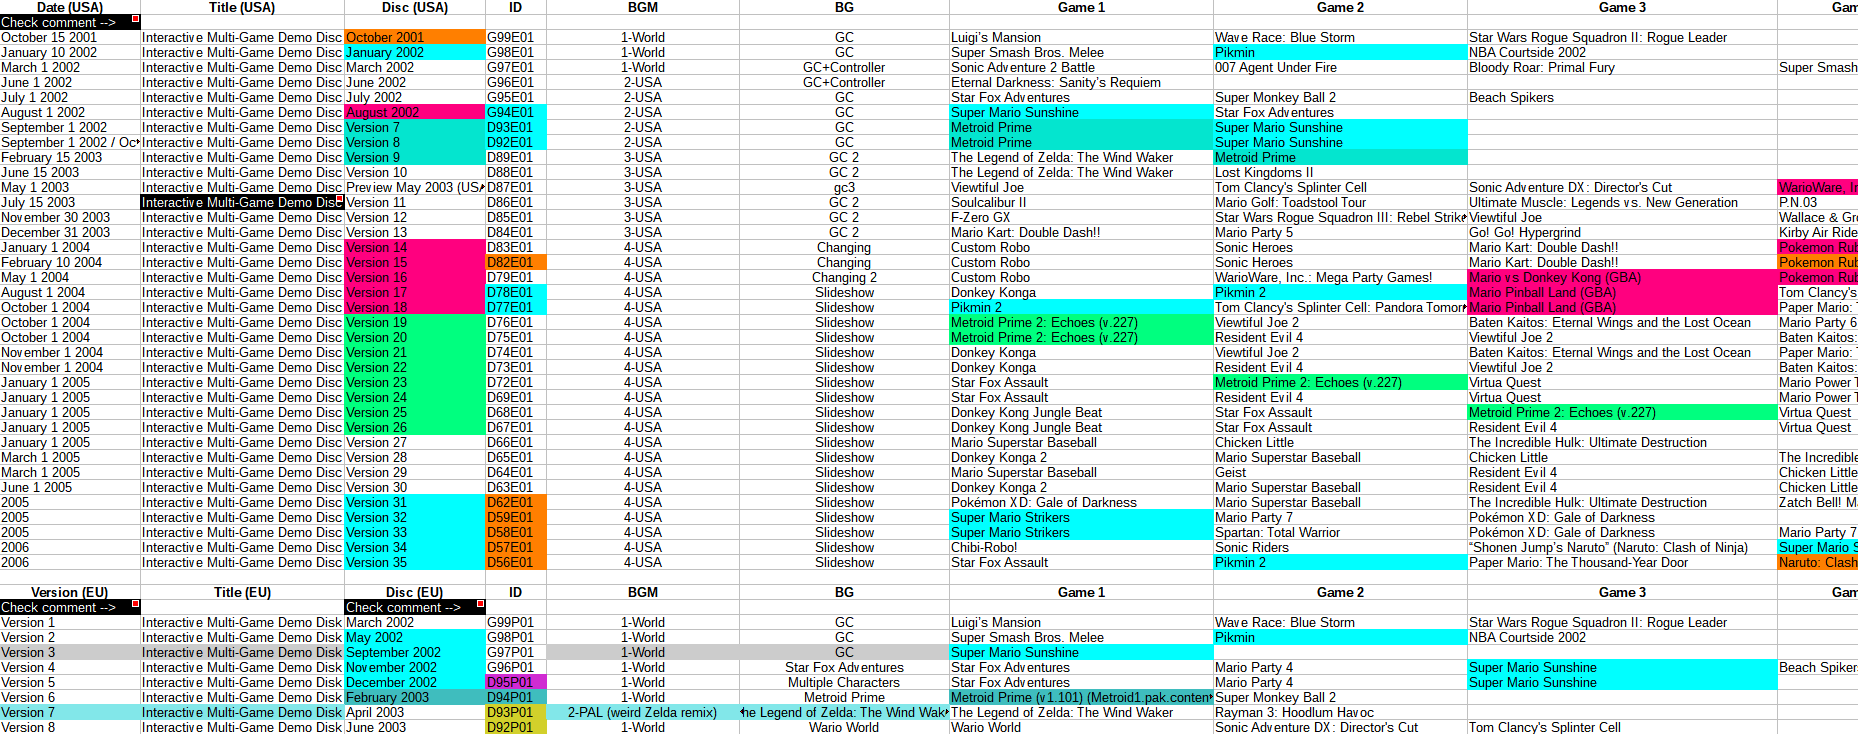 Date (USA) Title (USA) Disc (USA) ID BGM BG Game 1 Game 2 Game 3 Gam
Check comment -->
October 15 2001 Interactive Multi-Game Demo Disc October 2001 G99E01 1-World GC Luigi's Mansion Wave Race: Blue Storm Star Wars Rogue Squadron II: Rogue Leader
January 10 2002 Interactive Multi-Game Demo Disc January 2002 G98E01 1-World GC Super Smash Bros. Melee Pikmin NBA Courtside 2002
March 1 2002 Interactive Multi-Game Demo Disc March 2002 G97E01 1-World GC+Controller Sonic Adventure 2 Battle 007 Agent Under Fire Bloody Roar: Primal Fury Super Smash
June 1 2002 Interactive Multi-Game Demo Disc June 2002 G96E01 2-USA GC+Controller Eternal Darkness: Sanity's Requiem
July 1 2002 Interactive Multi-Game Demo Disc July 2002 G95E01 2-USA GC Star Fox Adventures Super Monkey Ball 2 Beach Spikers
August 1 2002 Interactive Multi-Game Demo Disc August 2002 G94E01 2-USA GC Super Mario Sunshine Star Fox Adventures
September 1 2002 Interactive Multi-Game Demo Disc Version 7 D93E01 2-USA GC Metroid Prime Super Mario Sunshine
September 1 2002 / Oc Interactive Multi-Game Demo Disc Version 8 D92E01 2-USA GC Metroid Prime Super Mario Sunshine
February 15 2003 Interactive Multi-Game Demo Disc Version 9 D89E01 3-USA GC 2 The Legend of Zelda: The Wind Waker Metroid Prime
June 15 2003 Interactive Multi-Game Demo Disc Version 10 D88E01 3-USA GC 2 The Legend of Zelda: The Wind Waker Lost Kingdoms II
May 1 2003 Interactive Multi-Game Demo Disc Preview May 2003 (USA D87E01 3-USA gc3 Viewtiful Joe Tom Clancy's Splinter Cell Sonic Adventure DX: Director's Cut WarioWare, In
July 15 2003 Interactive Multi-Game Demo Disc Version 11 D86E01 3-USA GC 2 Soulcalibur II Mario Golf: Toadstool Tour Ultimate Muscle: Legends vs. New Generation P.N.03
November 30 2003 Interactive Multi-Game Demo Disc Version 12 D85E01 3-USA GC 2 F-Zero GX Star Wars Rogue Squadron III: Rebel Strike Viewtiful Joe Wallace & Gro
December 31 2003 Interactive Multi-Game Demo Disc Version 13 D84E01 3-USA GC 2 Mario Kart: Double Dash!! Mario Party 5 Go! Go! Hypergrind Kirby Air Ride
January 1 2004 Interactive Multi-Game Demo Disc Version 14 D83E01 4-USA Changing Custom Robo Sonic Heroes Mario Kart: Double Dash!! Pokemon Rub
February 10 2004 Interactive Multi-Game Demo Disc Version 15 D82E01 4-USA Changing Custom Robo Sonic Heroes Mario Kart: Double Dash!! Pokemon Rub
May 1 2004 Interactive Multi-Game Demo Disc Version 16 D79E01 4-USA Changing 2 Custom Robo WarioWare, Inc.: Mega Party Games! Mario vs Donkey Kong (GBA) Pokemon Rub
August 1 2004 Interactive Multi-Game Demo Disc Version 17 D78E01 4-USA Slideshow Donkey Konga Pikmin 2 Mario Pinball Land (GBA) Tom Clancy's
October 1 2004 Interactive Multi-Game Demo Disc Version 18 D77E01 4-USA Slideshow Pikmin 2 Tom Clancy's Splinter Cell: Pandora Tomorr Mario Pinball Land (GBA) Paper Mario:
October 1 2004 Interactive Multi-Game Demo Disc Version 19 D76E01 4-USA Slideshow Metroid Prime 2: Echoes (v.227) Viewtiful Joe 2 Baten Kaitos: Eternal Wings and the Lost Ocean Mario Party 6
October 1 2004 Interactive Multi-Game Demo Disc Version 20 D75E01 4-USA Slideshow Metroid Prime 2: Echoes (v.227) Resident Evil 4 Viewtiful Joe 2 Baten Kaitos:
November 1 2004 Interactive Multi-Game Demo Disc Version 21 D74E01 4-USA Slideshow Donkey Konga Viewtiful Joe 2 Baten Kaitos: Eternal Wings and the Lost Ocean Paper Mario: T
November 1 2004 Interactive Multi-Game Demo Disc Version 22 D73E01 4-USA Slideshow Donkey Konga Resident Evil 4 Viewtiful Joe 2 Baten Kaitos:
January 1 2005 Interactive Multi-Game Demo Disc Version 23 D72E01 4-USA Slideshow Star Fox Assault Metroid Prime 2: Echoes (v.227) Virtua Quest Mario Power T
January 1 2005 Interactive Multi-Game Demo Disc Version 24 D69E01 4-USA Slideshow Star Fox Assault Resident Evil 4 Virtua Quest Mario Power T
January 1 2005 Interactive Multi-Game Demo Disc Version 25 D68E01 4-USA Slideshow Donkey Kong Jungle Beat Star Fox Assault Metroid Prime 2: Echoes (v.227) Virtua Quest
January 1 2005 Interactive Multi-Game Demo Disc Version 26 D67E01 4-USA Slideshow Donkey Kong Jungle Beat Star Fox Assault Resident Evil 4 Virtua Quest
January 1 2005 Interactive Multi-Game Demo Disc Version 27 D66E01 4-USA Slideshow Mario Superstar Baseball Chicken Little The Incredible Hulk: Ultimate Destruction
March 1 2005 Interactive Multi-Game Demo Disc Version 28 D65E01 4-USA Slideshow Donkey Konga 2 Mario Superstar Baseball Chicken Little The Incredible
March 1 2005 Interactive Multi-Game Demo Disc Version 29 D64E01 4-USA Slideshow Mario Superstar Baseball Geist Resident Evil 4 Chicken Little
June 1 2005 Interactive Multi-Game Demo Disc Version 30 D63E01 4-USA Slideshow Donkey Konga 2 Mario Superstar Baseball Resident Evil 4 Chicken Little
2005 Interactive Multi-Game Demo Disc Version 31 D62E01 4-USA Slideshow Pokémon XD: Gale of Darkness Mario Superstar Baseball The Incredible Hulk: Ultimate Destruction Zatch Bell! Ma
2005 Interactive Multi-Game Demo Disc Version 32 D59E01 4-USA Slideshow Super Mario Strikers Mario Party 7 Pokémon XD: Gale of Darkness
2005 Interactive Multi-Game Demo Disc Version 33 D58E01 4-USA Slideshow Super Mario Strikers Spartan: Total Warrior Pokémon XD: Gale of Darkness Mario Party 7
2006 Interactive Multi-Game Demo Disc Version 34 D57E01 4-USA Slideshow Chibi-Robo! Sonic Riders “Shonen Jump's Naruto” (Naruto: Clash of Ninja) Super Mario S
2006 Interactive Multi-Game Demo Disc Version 35 D56E01 4-USA Slideshow Star Fox Assault Pikmin 2 Paper Mario: The Thousand-Year Door Naruto: Clash
Version (EU) Title (EU) Disc (EU) ID BGM BG Game 1 Game 2 Game 3 Gam
Check comment --> Check comment -->
Version 1 Interactive Multi-Game Demo Disk March 2002 G99P01 1-World GC Luigi's Mansion Wave Race: Blue Storm Star Wars Rogue Squadron II: Rogue Leader
Version 2 Interactive Multi-Game Demo Disk May 2002 G98P01 1-World GC Super Smash Bros. Melee Pikmin NBA Courtside 2002
Version 3 Interactive Multi-Game Demo Disk September 2002 G97P01 1-World GC Super Mario Sunshine
Version 4 Interactive Multi-Game Demo Disk November 2002 G96P01 1-World Star Fox Adventures Star Fox Adventures Mario Party 4 Super Mario Sunshine Beach Spiker
Version 5 Interactive Multi-Game Demo Disk December 2002 D95P01 1-World Multiple Characters Star Fox Adventures Mario Party 4 Super Mario Sunshine
Version 6 Interactive Multi-Game Demo Disk February 2003 D94P01 1-World Metroid Prime Metroid Prime (v1.101) (Metroid1.pak.conten Super Monkey Ball 2
Version 7 Interactive Multi-Game Demo Disk April 2003 D93P01 2-PAL (weird Zelda remix) he Legend of Zelda: The Wind Wak The Legend of Zelda: The Wind Waker Rayman 3: Hoodlum Havoc
Version 8 Interactive Multi-Game Demo Disk June 2003 D92P01 1-World Wario World Wario World Sonic Adventure DX: Director's Cut Tom Clancy's Splinter Cell